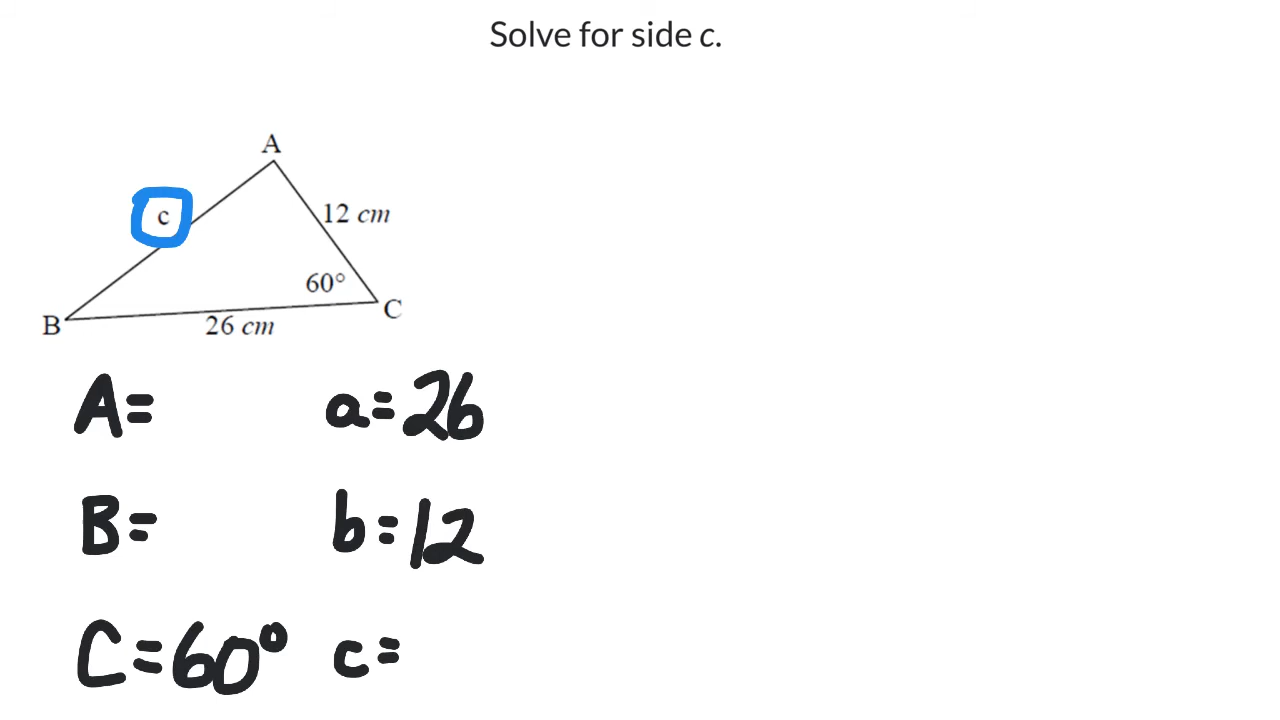 Solve for side c.
A
c
12 cm
60°
B
C
26 cm
A=
a=26
B=
b=12
C=60°
c=